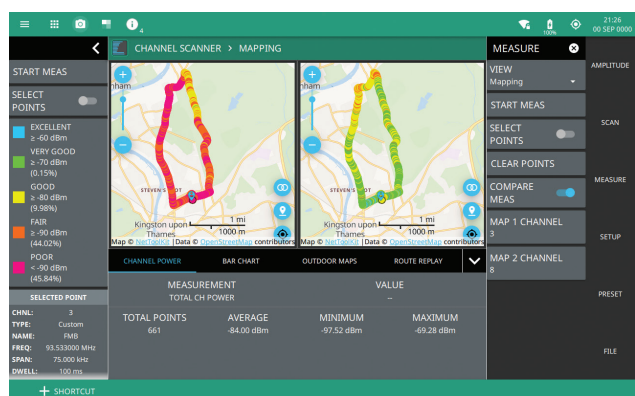 4
100%
21:26
00 SEP 0000
CHANNEL SCANNER > MAPPING
START MEAS
SELECT
POINTS
EXCELLENT
≥ -60 dBm
VERY GOOD
≥ -70 dBm
(0.15%)
GOOD
≥ -80 dBm
(9.98%)
FAIR
≥ -90 dBm
(44.02%)
POOR
< -90 dBm
(45.84%)
SELECTED POINT
CHNL: 3
TYPE: Custom
NAME: FMB
FREQ: 93.533000 MHz
SPAN: 75.000 kHz
DWELL: 100 ms
+ SHORTCUT
nham
STEVEN'S
OT
Kingston upon
Thames
1 mi
1000 m
Map © NetToolKit | Data © OpenStreetMap contributors
nham
STEVEN'S
OT
Kingston upon
Thames
1 mi
1000 m
Map © NetToolKit | Data © OpenStreetMap contributors
CHANNEL POWER BAR CHART OUTDOOR MAPS ROUTE REPLAY
MEASUREMENT VALUE
TOTAL CH POWER --
TOTAL POINTS AVERAGE MINIMUM MAXIMUM
661 -84.00 dBm -97.52 dBm -69.28 dBm
MEASURE
VIEW
Mapping
START MEAS
SELECT
POINTS
CLEAR POINTS
COMPARE
MEAS
MAP 1 CHANNEL
3
MAP 2 CHANNEL
8
AMPLITUDE
SCAN
MEASURE
SETUP
PRESET
FILE